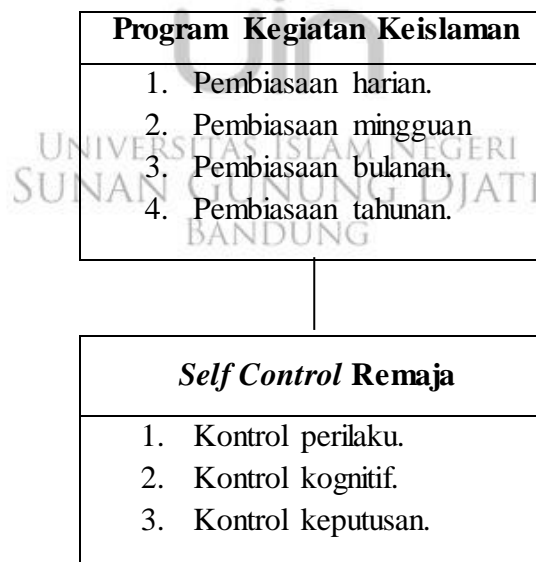 uin
Program Kegiatan Keislaman
1. Pembiasaan harian.
2. Pembiasaan mingguan
3. Pembiasaan bulanan.
4. Pembiasaan tahunan.
UNIVERSITAS ISLAM NEGERI
SUNAN GUNUNG DJATI
BANDUNG
Self Control Remaja
1. Kontrol perilaku.
2. Kontrol kognitif.
3. Kontrol keputusan.